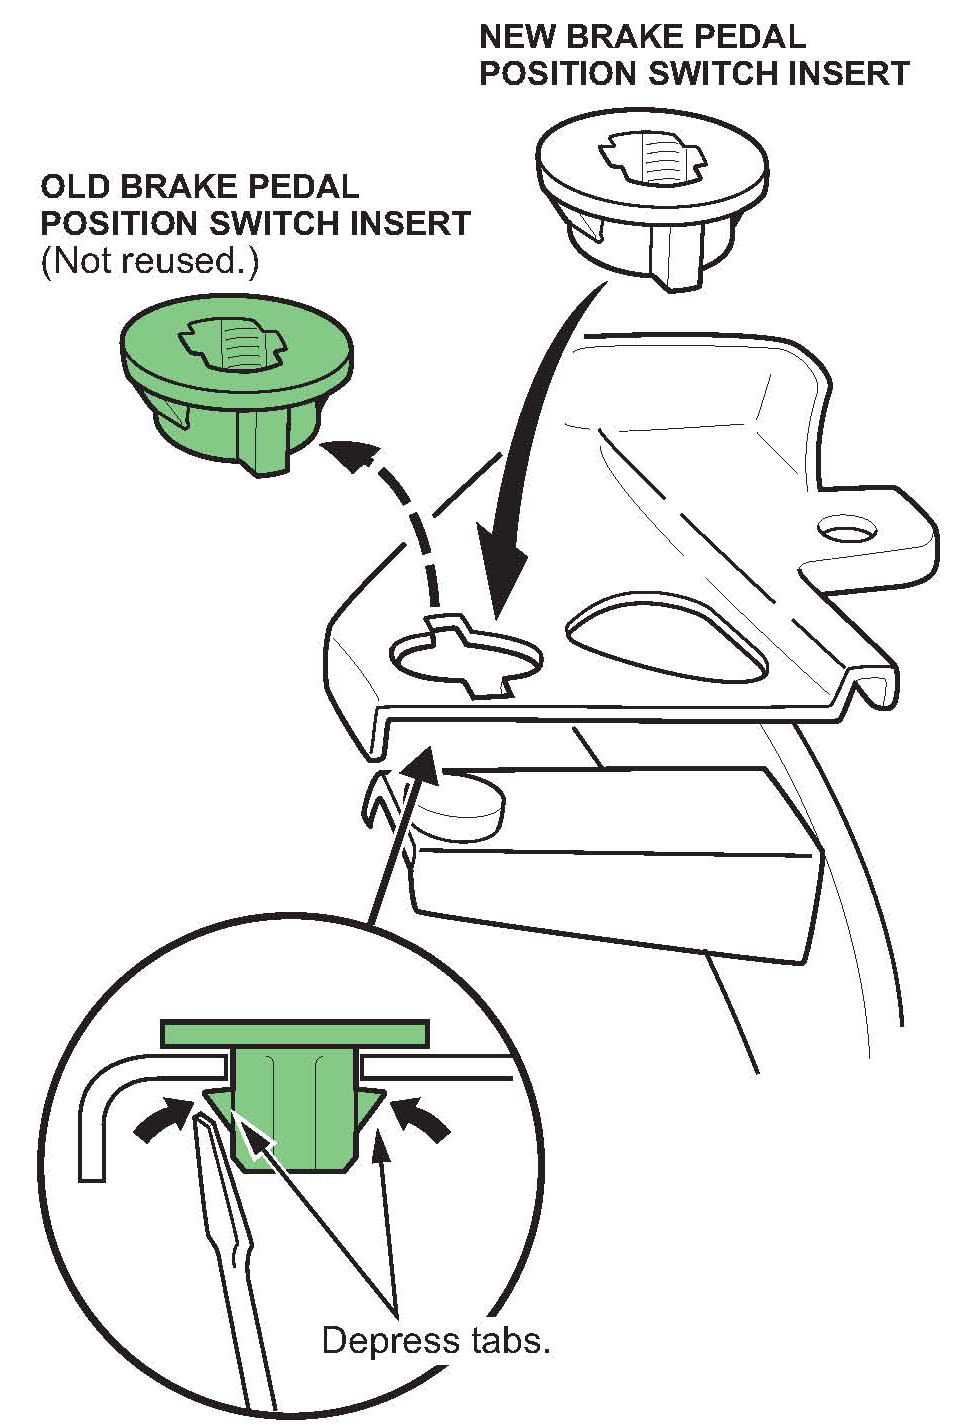 NEW BRAKE PEDAL
POSITION SWITCH INSERT
OLD BRAKE PEDAL
POSITION SWITCH INSERT
(Not reused.)
Depress tabs.